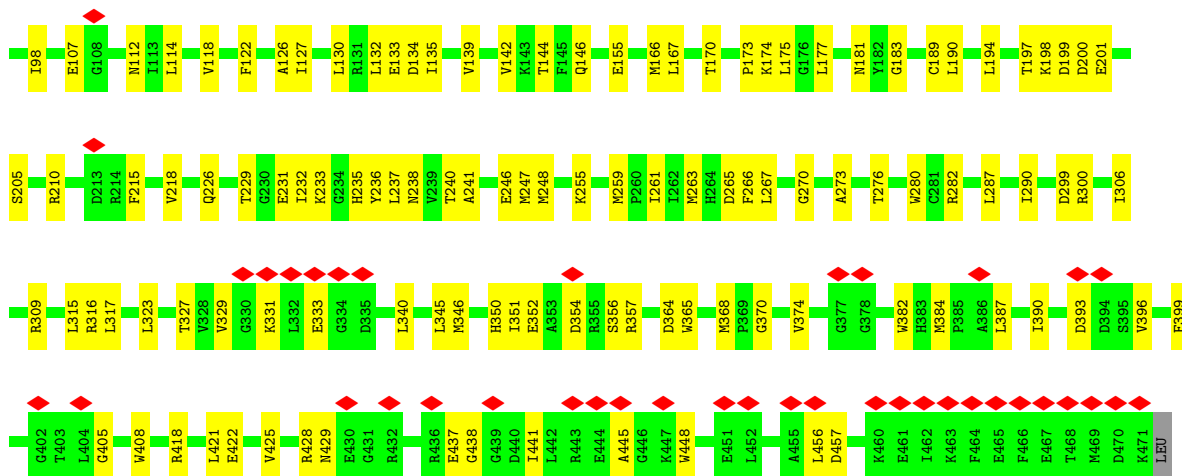 I98 E107 G108 N112 I113 L114 V118 F122 A126 I127 L130 R131 L132 E133 D134 I135 V139 V142 K143 T144 F145 Q146 E155 M166 L167 T170 P173 K174 L175 G176 L177 N181 Y182 G183 C189 L190 L194 T197 K198 D199 D200 E201
S205 R210 D213 R214 F215 V218 Q226 T229 G230 E231 I232 K233 G234 H235 Y236 L237 N238 V239 T240 A241 E246 M247 M248 K255 M259 P260 I261 I262 M263 H264 D265 F266 L267 G270 A273 T276 W280 C281 R282 L287 I290 D299 R300 I306
R309 L315 R316 L317 L323 T327 V328 V329 G330 K331 L332 E333 G334 D335 L340 L345 M346 H350 I351 E352 A353 D354 R355 S356 R357 D364 W365 M368 P369 G370 V374 G377 G378 W382 H383 M384 P385 A386 L387 I390 D393 D394 S395 V396
G402 T403 L404 G405 W408 R418 L421 E422 V425 R428 N429 E430 G431 R432 R436 E437 G438 G439 D440 I441 L442 R443 E444 A445 G446 K447 W448 E451 L452 A455 L456 D457 K460 E461 I462 K463 F464 E465 F466 E467 T468 M469 D470 K471 LEU